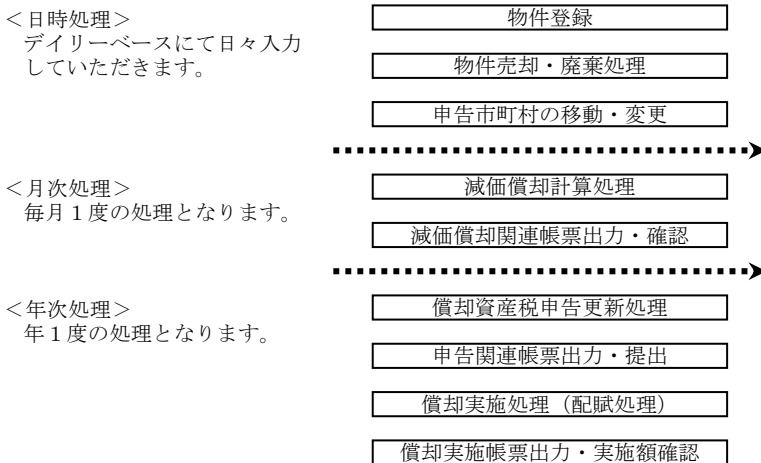 ＜日時処理＞
デイリーベースにて日々入力
していただきます。
物件登録
物件売却・廃棄処理
申告市町村の移動・変更
＜月次処理＞
毎月１度の処理となります。
減価償却計算処理
減価償却関連帳票出力・確認
＜年次処理＞
年１度の処理となります。
償却資産税申告更新処理
申告関連帳票出力・提出
償却実施処理（配賦処理）
償却実施帳票出力・実施額確認